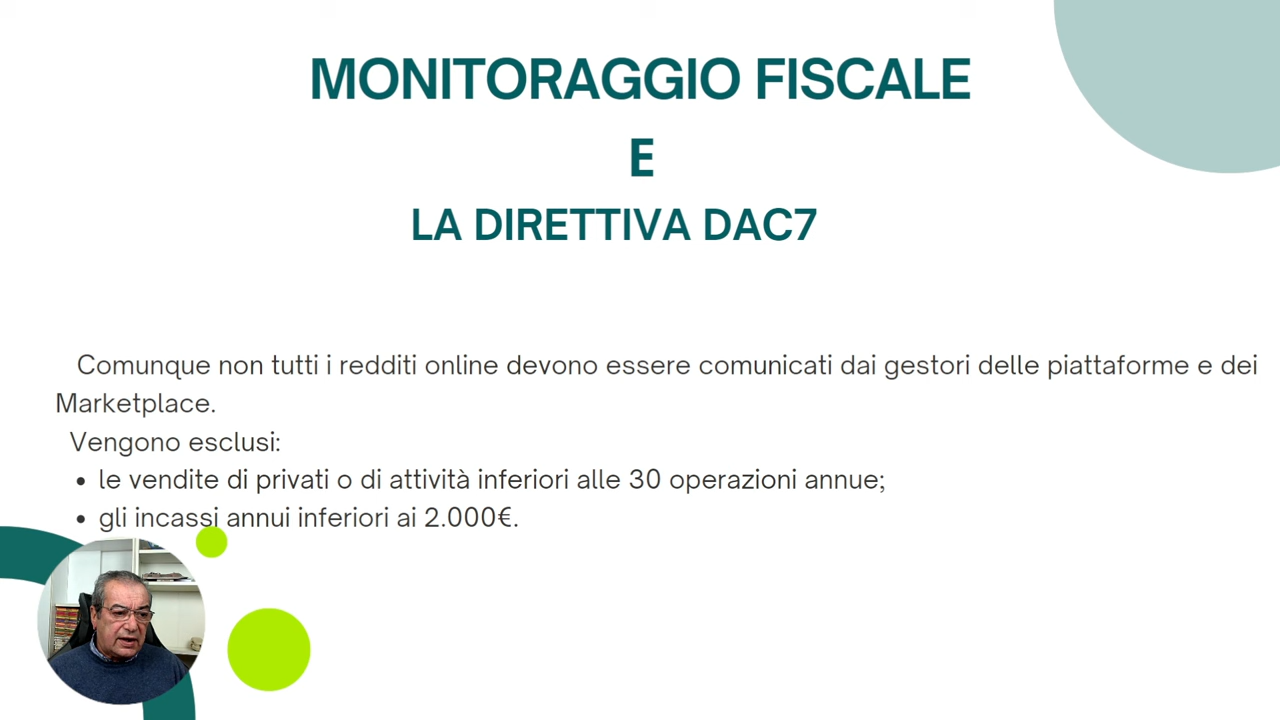 MONITORAGGIO FISCALE
E
LA DIRETTIVA DAC7
Comunque non tutti i redditi online devono essere comunicati dai gestori delle piattaforme e dei
Marketplace.
Vengono esclusi:
• le vendite di privati o di attività inferiori alle 30 operazioni annue;
• gli incassi annui inferiori ai 2.000€.